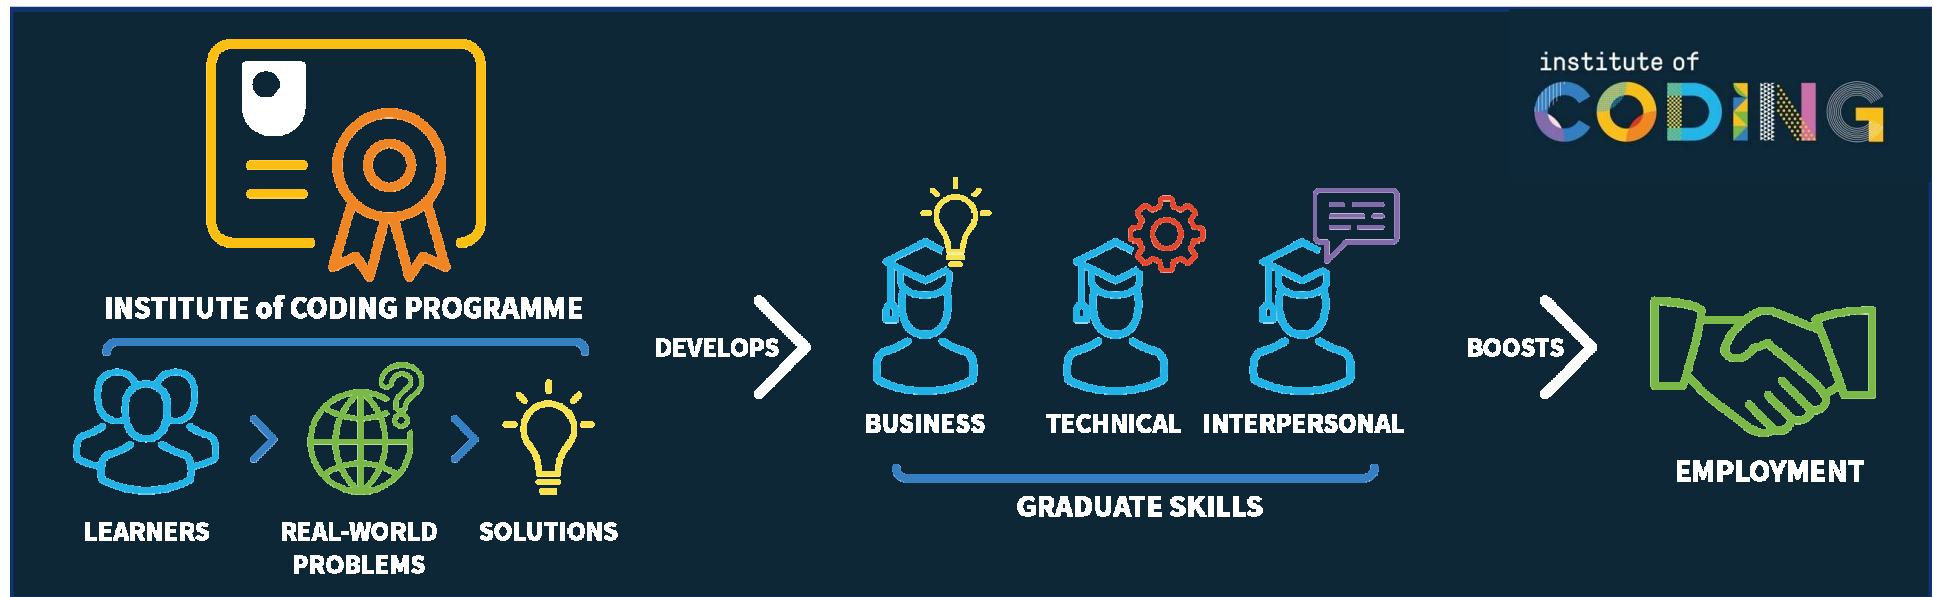 institute of
CODiNG
INSTITUTE of CODING PROGRAMME
LEARNERS
REAL-WORLD
PROBLEMS
SOLUTIONS
DEVELOPS
BUSINESS
TECHNICAL
INTERPERSONAL
GRADUATE SKILLS
BOOSTS
EMPLOYMENT